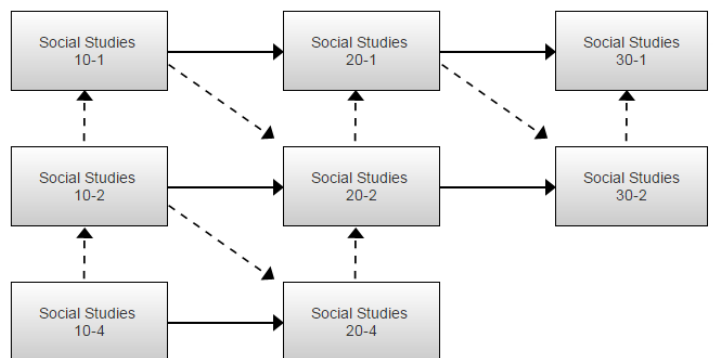 Social Studies
10-1
Social Studies
20-1
Social Studies
30-1
Social Studies
10-2
Social Studies
20-2
Social Studies
30-2
Social Studies
10-4
Social Studies
20-4